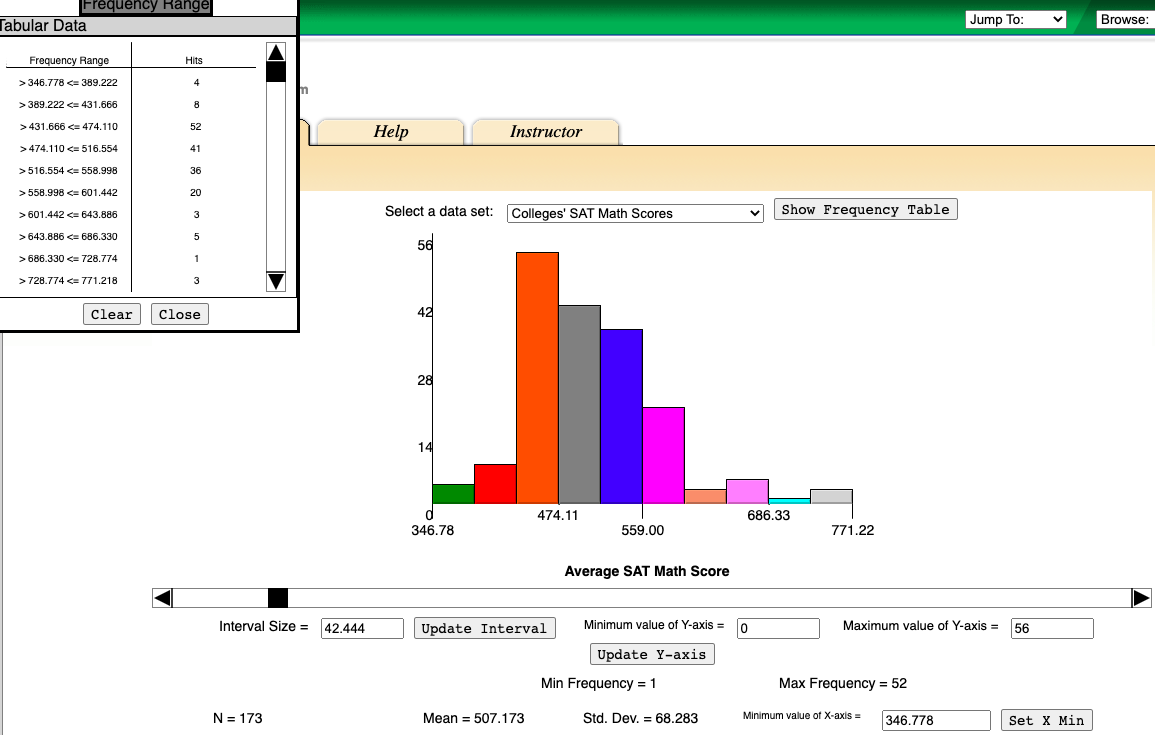 Frequency Range
Tabular Data
Frequency Range Hits
> 346.778 <= 389.222 4
> 389.222 <= 431.666 8
> 431.666 <= 474.110 52
> 474.110 <= 516.554 41
> 516.554 <= 558.998 36
> 558.998 <= 601.442 20
> 601.442 <= 643.886 3
> 643.886 <= 686.330 5
> 686.330 <= 728.774 1
> 728.774 <= 771.218 3
Clear Close
Jump To: Browse:
m
Help Instructor
Select a data set: Colleges' SAT Math Scores Show Frequency Table
56
42
28
14
0
474.11 686.33
346.78 559.00 771.22
Average SAT Math Score
Interval Size = 42.444 Update Interval Minimum value of Y-axis = 0 Maximum value of Y-axis = 56
Update Y-axis
Min Frequency = 1 Max Frequency = 52
N = 173 Mean = 507.173 Std. Dev. = 68.283 Minimum value of X-axis = 346.778 Set X Min